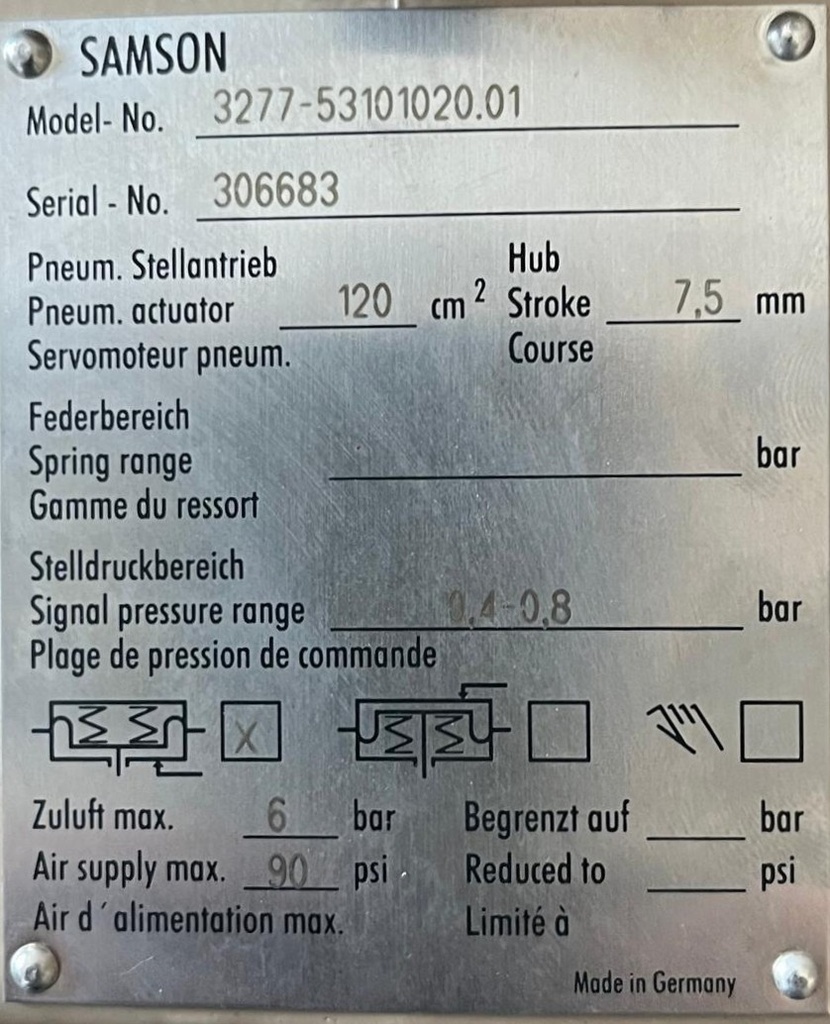 SAMSON
Model- No. 3277-53101020.01
Serial - No. 306683
Pneum. Stellantrieb
Pneum. actuator 120 cm²
Servomoteur pneum.
Hub
Stroke 7,5 mm
Course
Federbereich
Spring range bar
Gamme du ressort
Stelldruckbereich
Signal pressure range 0,4-0,8 bar
Plage de pression de commande
X
Zuluft max. 6 bar
Air supply max. 90 psi
Air d´alimentation max.
Begrenzt auf bar
Reduced to psi
Limité à
Made in Germany